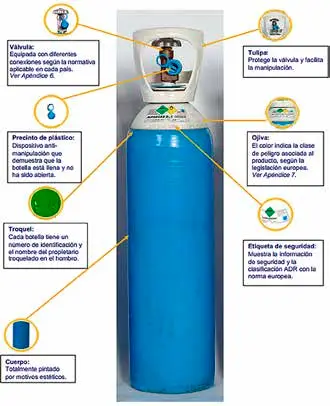 Válvula:
Equipada con diferentes
conexiones según la normativa
aplicable en cada país.
Ver Apéndice 6.
Precinto de plástico:
Dispositivo anti-
manipulación que
demuestra que la
botella está llena y no
ha sido abierta.
Troquel:
Cada botella tiene un
número de identificación y
el nombre del propietario
troquelado en el hombro.
Cuerpo:
Totalmente pintado
por motivos estéticos.
Tulipa:
Protege la válvula y facilita
la manipulación.
Ojiva:
El color indica la clase
de peligro asociada al
producto, según la
legislación europea.
Ver Apéndice 7.
Etiqueta de seguridad:
Muestra la información
de seguridad y la
clasificación ADR con la
norma europea.